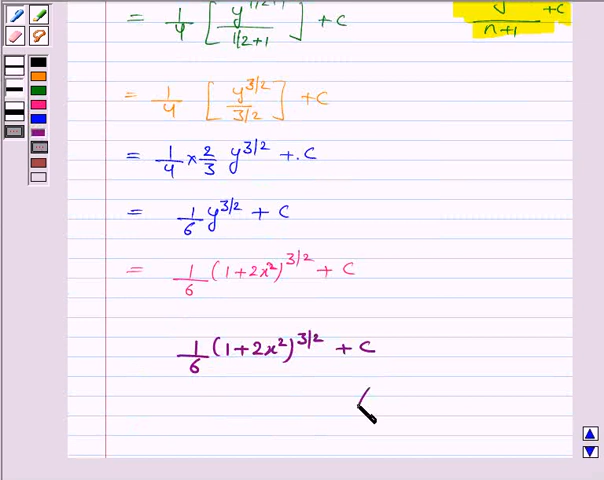 = 1/4 [ y^(1/2+1) / (1/2+1) ] + c
y + c / n+1
= 1/4 [ y^(3/2) / (3/2) ] + c
= 1/4 × 2/3 y^(3/2) + c
= 1/6 y^(3/2) + c
= 1/6 (1+2x²)^(3/2) + c
1/6 (1+2x²)^(3/2) + c